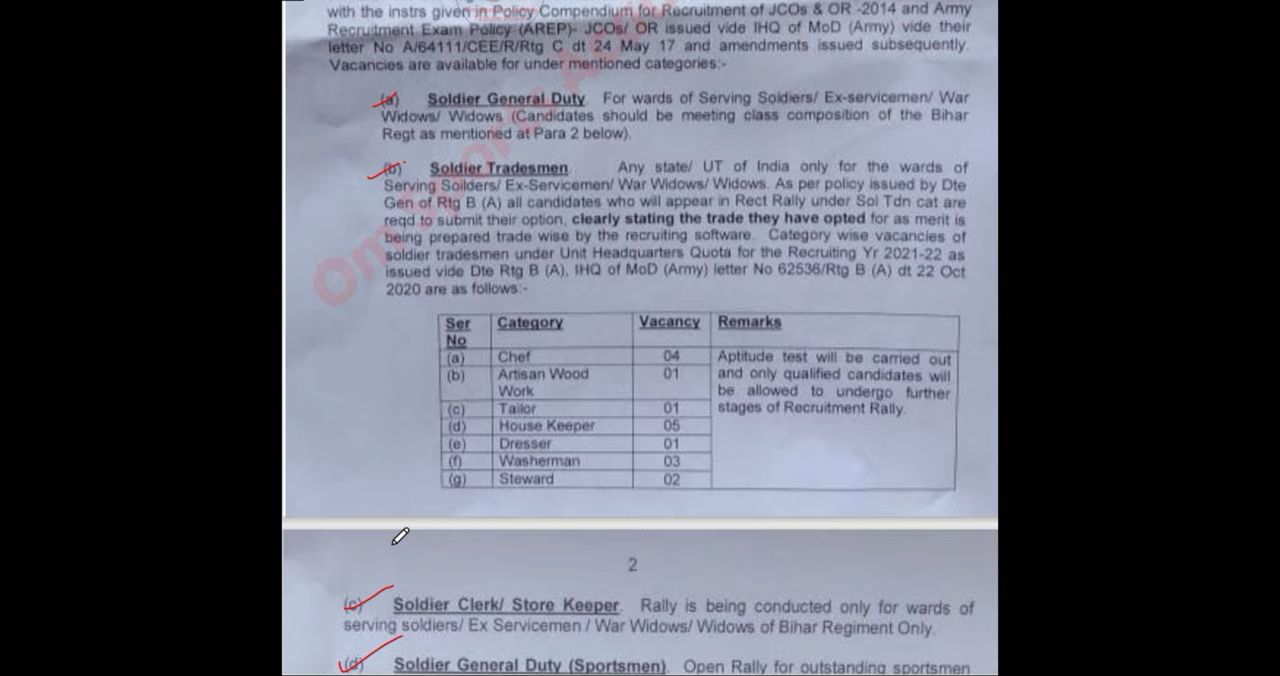 with the instrs given in Policy Compendium for Recruitment of JCOs & OR -2014 and Army
Recruitment Exam Policy (AREP)- JCOs/ OR issued vide IHQ of MoD (Army) vide their
letter No A/64111/CEE/R/Rtg C dt 24 May 17 and amendments issued subsequently.
Vacancies are available for under mentioned categories:-
(a) Soldier General Duty. For wards of Serving Soldiers/ Ex-servicemen/ War
Widows/ Widows (Candidates should be meeting class composition of the Bihar
Regt as mentioned at Para 2 below).
(b) Soldier Tradesmen. Any state/ UT of India only for the wards of
Serving Soilders/ Ex-Servicemen/ War Widows/ Widows. As per policy issued by Dte
Gen of Rtg B (A) all candidates who will appear in Rect Rally under Sol Tdn cat are
reqd to submit their option, clearly stating the trade they have opted for as merit is
being prepared trade wise by the recruiting software. Category wise vacancies of
soldier tradesmen under Unit Headquarters Quota for the Recruiting Yr 2021-22 as
issued vide Dte Rtg B (A), IHQ of MoD (Army) letter No 62536/Rtg B (A) dt 22 Oct
2020 are as follows:-
Ser No Category Vacancy Remarks
(a) Chef 04 Aptitude test will be carried out
(b) Artisan Wood 01 and only qualified candidates will
Work be allowed to undergo further
(c) Tailor 01 stages of Recruitment Rally.
(d) House Keeper 05
(e) Dresser 01
(f) Washerman 03
(g) Steward 02
2
(c) Soldier Clerk/ Store Keeper. Rally is being conducted only for wards of
serving soldiers/ Ex Servicemen / War Widows/ Widows of Bihar Regiment Only.
(d) Soldier General Duty (Sportsmen). Open Rally for outstanding sportsmen